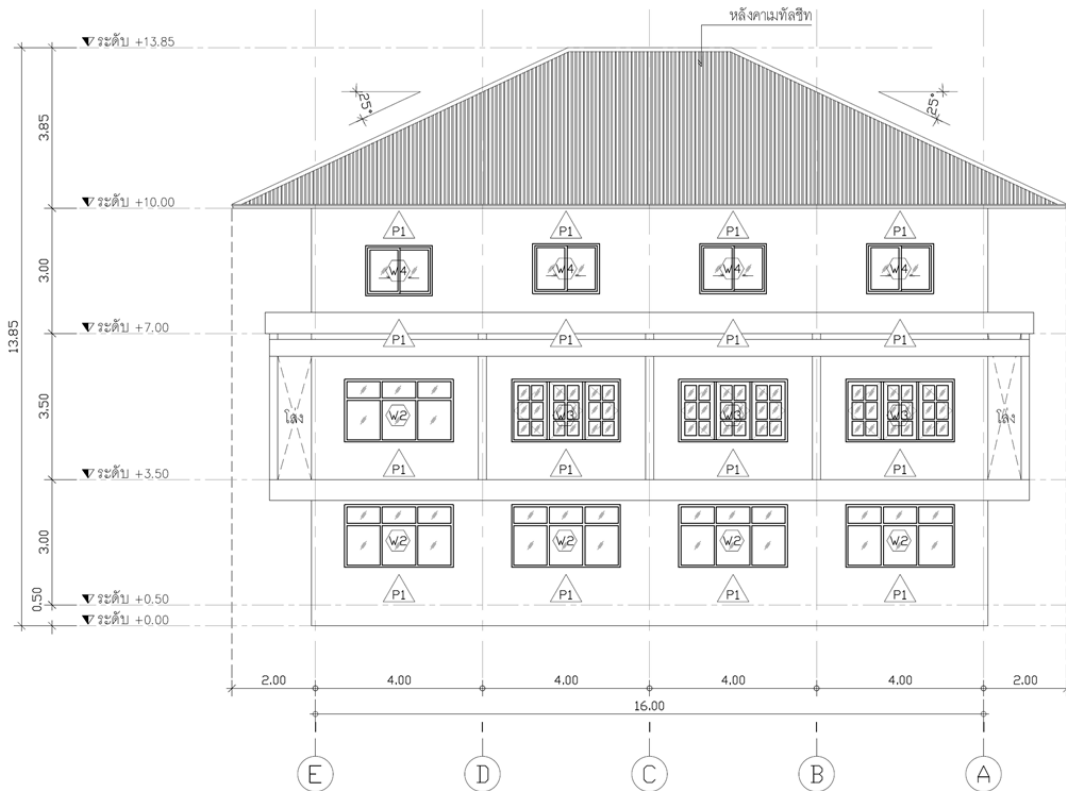 หลังคาเมทัลชีท
ระดับ +13.85
25°
25°
3.85
ระดับ +10.00
P1 P1 P1 P1
W4 W4 W4 W4
3.00
ระดับ +7.00
13.85
P1 P1 P1 P1
3.50
โล่ง W2 W3 W3 W3 โล่ง
P1 P1 P1 P1
ระดับ +3.50
3.00
W2 W2 W2 W2
P1 P1 P1 P1
0.50
ระดับ +0.50
ระดับ +0.00
2.00 4.00 4.00 4.00 4.00 2.00
16.00
E D C B A